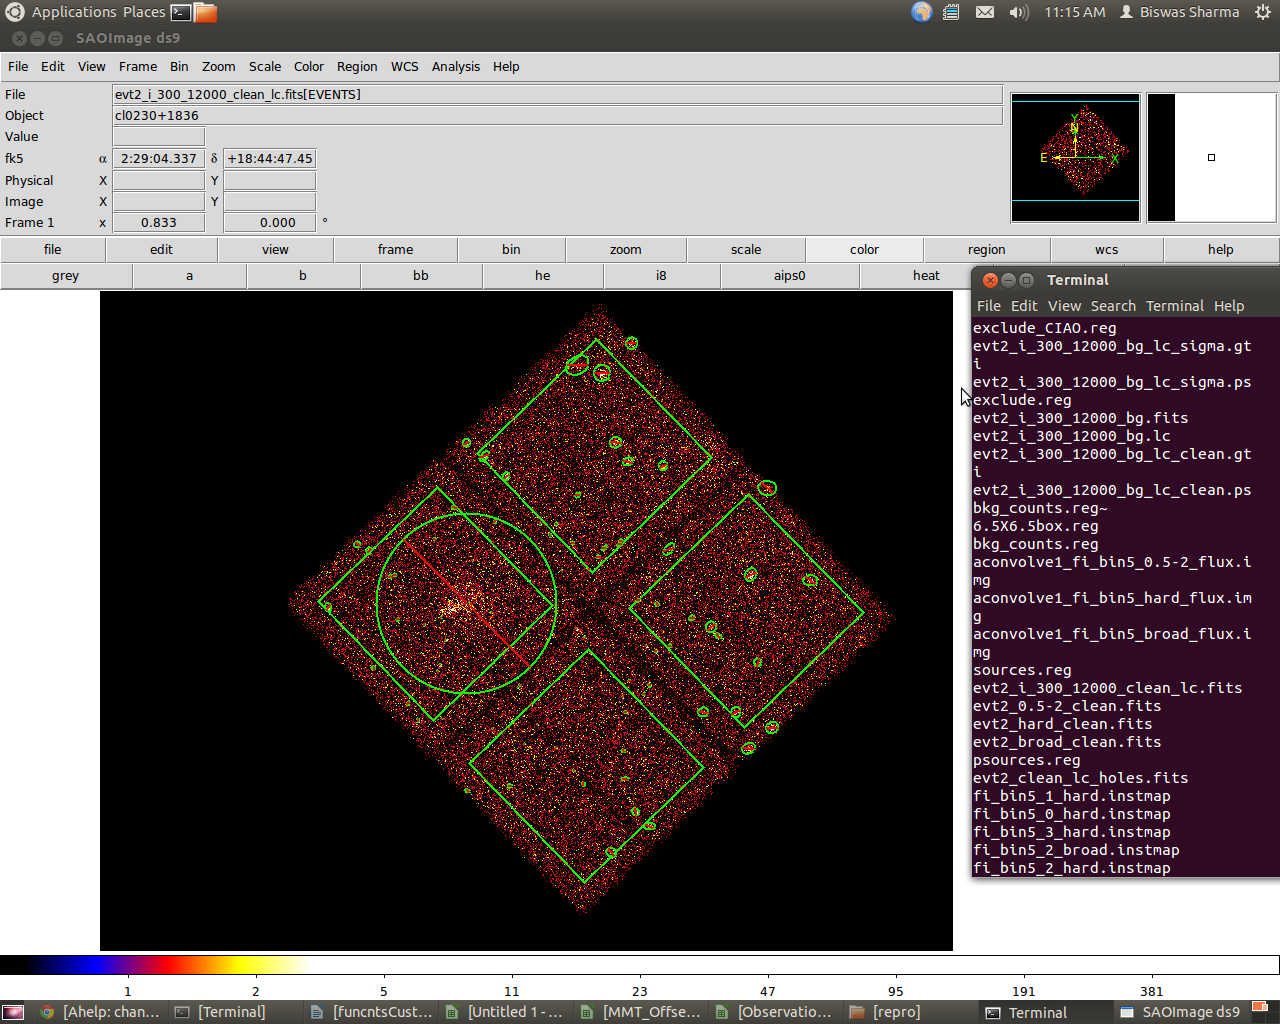 Applications Places 11:15 AM Biswas Sharma
SAOImage ds9
File Edit View Frame Bin Zoom Scale Color Region WCS Analysis Help
File evt2_i_300_12000_clean_lc.fits[EVENTS]
Object cl0230+1836
Value
fk5 α 2:29:04.337 δ +18:44:47.45
Physical X Y
Image X Y
Frame 1 x 0.833 0.000 °
Y
N
E X
file edit view frame bin zoom scale color region wcs help
grey a b bb he i8 aips0 heat
Terminal
File Edit View Search Terminal Help
exclude_CIAO.reg
evt2_i_300_12000_bg_lc_sigma.gt
i
evt2_i_300_12000_bg_lc_sigma.ps
exclude.reg
evt2_i_300_12000_bg.fits
evt2_i_300_12000_bg.lc
evt2_i_300_12000_bg_lc_clean.gt
i
evt2_i_300_12000_bg_lc_clean.ps
bkg_counts.reg~
6.5X6.5box.reg
bkg_counts.reg
aconvolve1_fi_bin5_0.5-2_flux.i
mg
aconvolve1_fi_bin5_hard_flux.im
g
aconvolve1_fi_bin5_broad_flux.i
mg
sources.reg
evt2_i_300_12000_clean_lc.fits
evt2_0.5-2_clean.fits
evt2_hard_clean.fits
evt2_broad_clean.fits
psources.reg
evt2_clean_lc_holes.fits
fi_bin5_1_hard.instmap
fi_bin5_0_hard.instmap
fi_bin5_3_hard.instmap
fi_bin5_2_broad.instmap
fi_bin5_2_hard.instmap
1 2 5 11 23 47 95 191 381
[Ahelp: chan... [Terminal] [funcntsCust... [Untitled 1 - ... [MMT_Offse... [Observatio... [repro] Terminal SAOImage ds9